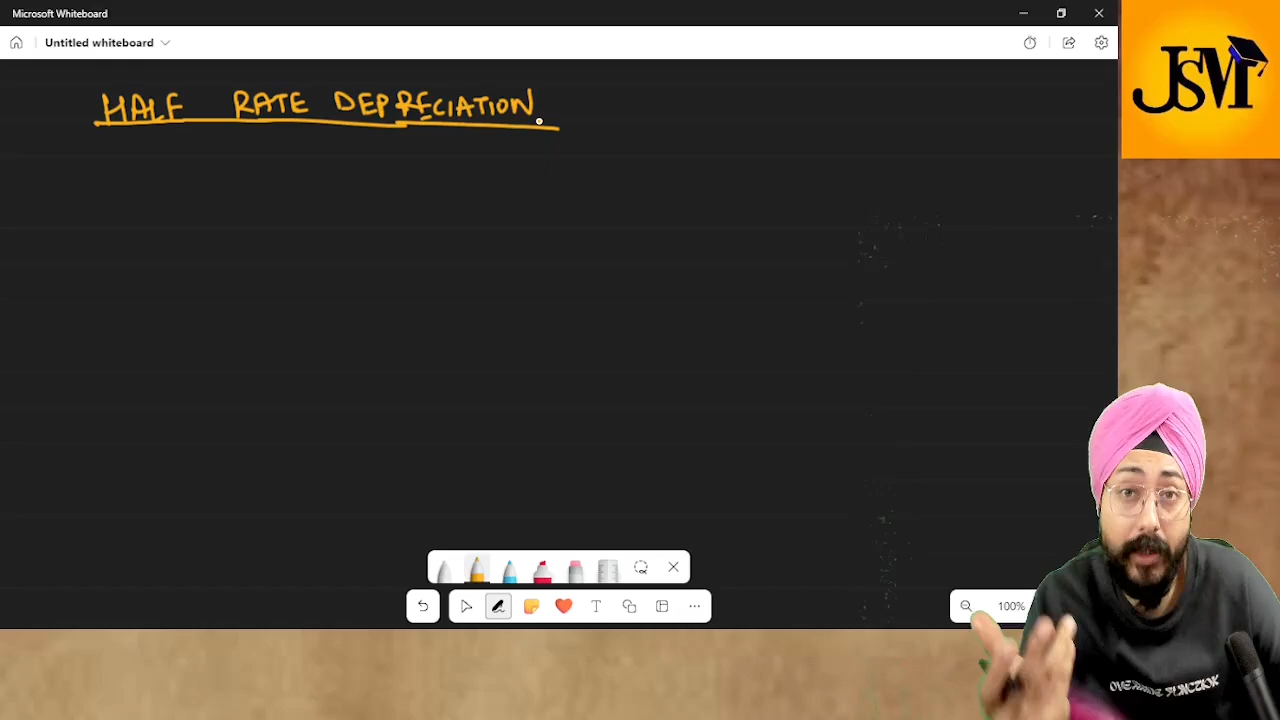 Microsoft Whiteboard
Untitled whiteboard
HALF RATE DEPRECIATION
JSM
100%